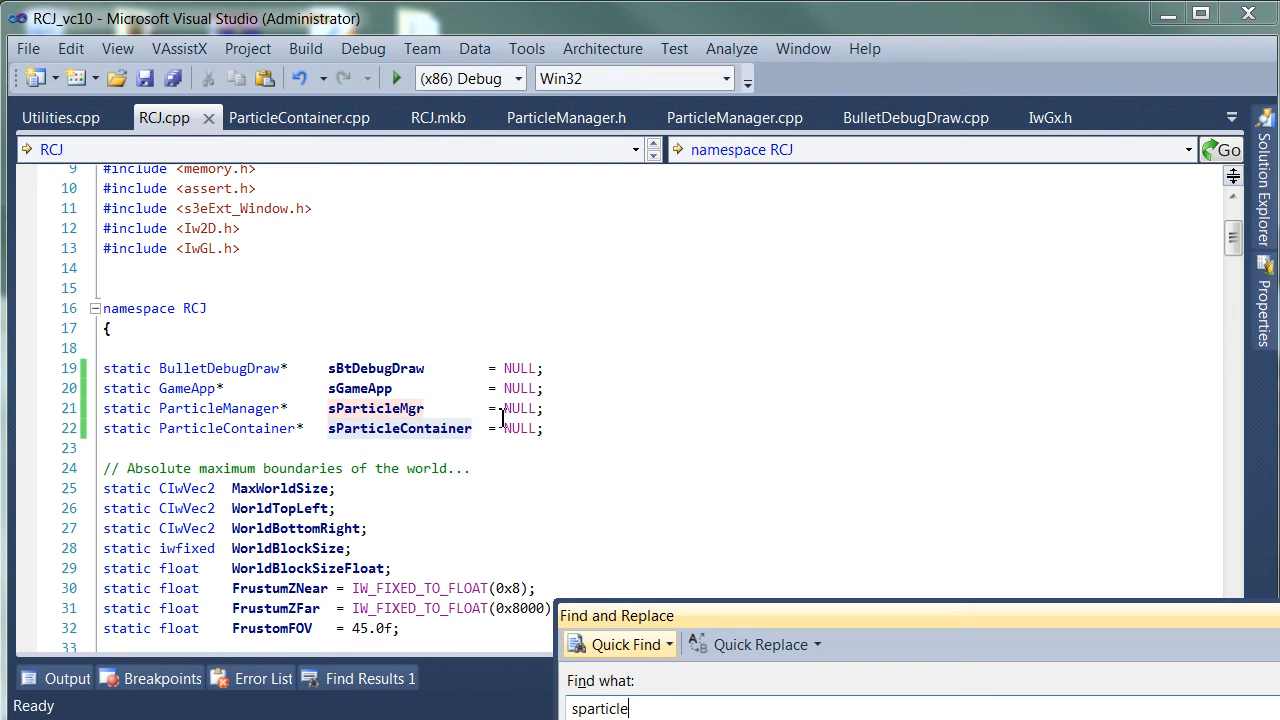 RCJ_vc10 - Microsoft Visual Studio (Administrator)
File Edit View VAssistX Project Build Debug Team Data Tools Architecture Test Analyze Window Help
(x86) Debug Win32
Utilities.cpp RCJ.cpp ParticleContainer.cpp RCJ.mkb ParticleManager.h ParticleManager.cpp BulletDebugDraw.cpp IwGx.h
RCJ namespace RCJ Go
9 #include <memory.h>
10 #include <assert.h>
11 #include <s3eExt_Window.h>
12 #include <Iw2D.h>
13 #include <IwGL.h>
14
15
16 namespace RCJ
17 {
18
19 static BulletDebugDraw* sBtDebugDraw = NULL;
20 static GameApp* sGameApp = NULL;
21 static ParticleManager* sParticleMgr = NULL;
22 static ParticleContainer* sParticleContainer = NULL;
23
24 // Absolute maximum boundaries of the world...
25 static CIwVec2 MaxWorldSize;
26 static CIwVec2 WorldTopLeft;
27 static CIwVec2 WorldBottomRight;
28 static iwfixed WorldBlockSize;
29 static float WorldBlockSizeFloat;
30 static float FrustumZNear = IW_FIXED_TO_FLOAT(0x8);
31 static float FrustumZFar = IW_FIXED_TO_FLOAT(0x8000)
32 static float FrustomFOV = 45.0f;
33
Solution Explorer
Properties
Find and Replace
Quick Find Quick Replace
Find what:
sparticle
Output Breakpoints Error List Find Results 1
Ready